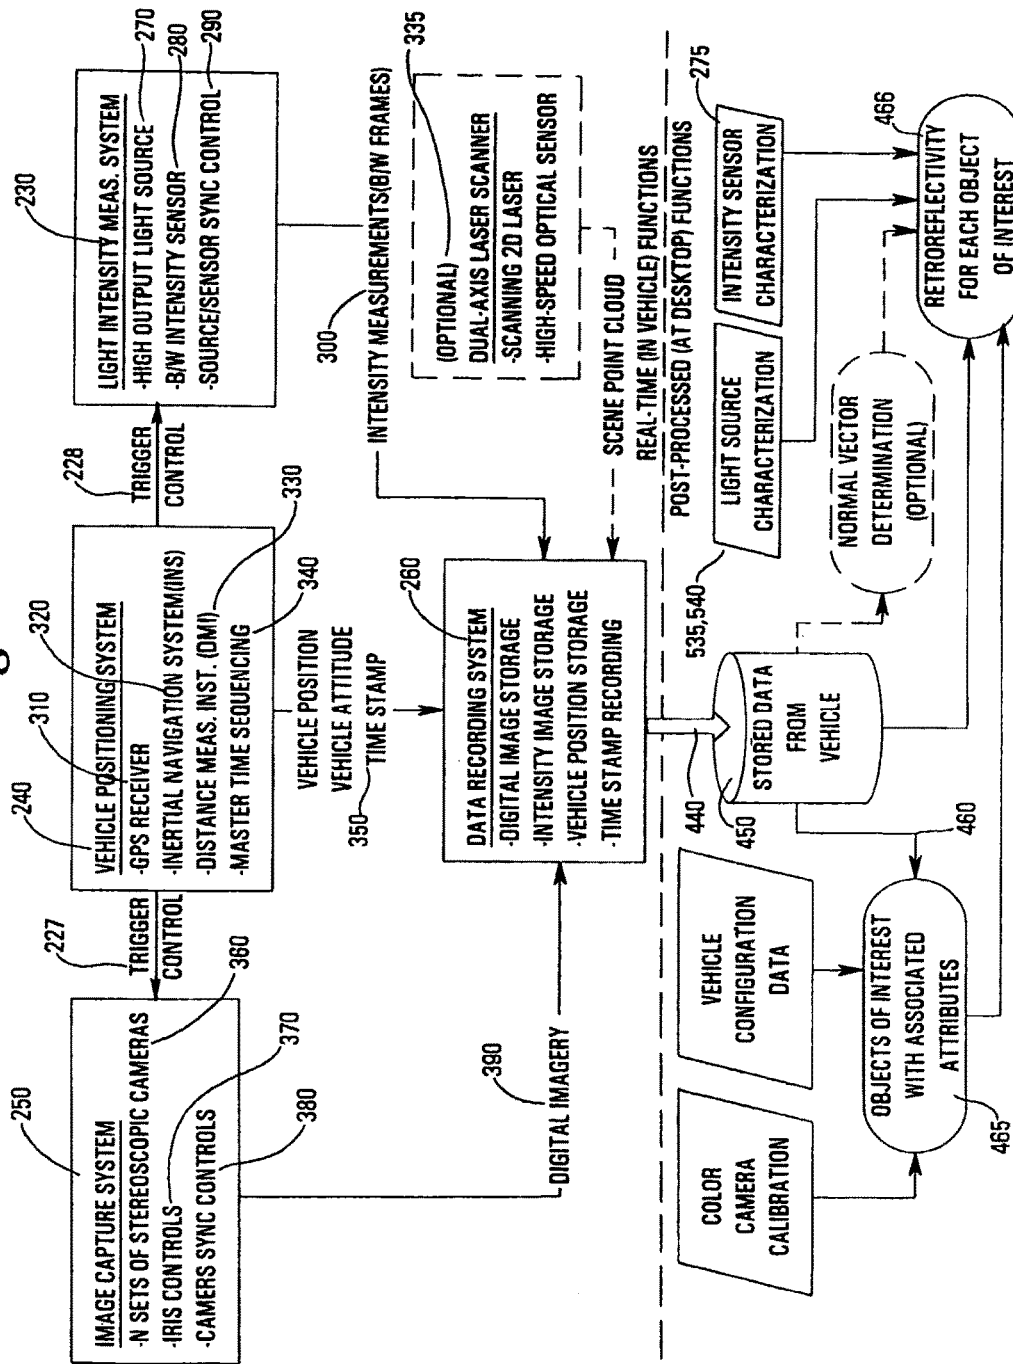 250
IMAGE CAPTURE SYSTEM
-N SETS OF STEREOSCOPIC CAMERAS
-IRIS CONTROLS
-CAMERS SYNC CONTROLS
360
370
380
227
TRIGGER
CONTROL
240
310
320
VEHICLE POSITIONING SYSTEM
-GPS RECEIVER
-INERTIAL NAVIGATION SYSTEM(INS)
-DISTANCE MEAS. INST. (DMI)
-MASTER TIME SEQUENCING
330
340
228
TRIGGER
CONTROL
230
LIGHT INTENSITY MEAS. SYSTEM
-HIGH OUTPUT LIGHT SOURCE
-B/W INTENSITY SENSOR
-SOURCE/SENSOR SYNC CONTROL
270
280
290
VEHICLE POSITION
VEHICLE ATTITUDE
TIME STAMP
350
300
INTENSITY MEASUREMENTS(B/W FRAMES)
335
(OPTIONAL)
DUAL-AXIS LASER SCANNER
-SCANNING 2D LASER
-HIGH-SPEED OPTICAL SENSOR
390
DIGITAL IMAGERY
260
DATA RECORDING SYSTEM
-DIGITAL IMAGE STORAGE
-INTENSITY IMAGE STORAGE
-VEHICLE POSITION STORAGE
-TIME STAMP RECORDING
SCENE POINT CLOUD
REAL-TIME (IN VEHICLE) FUNCTIONS
POST-PROCESSED (AT DESKTOP) FUNCTIONS
440
450
COLOR
CAMERA
CALIBRATION
VEHICLE
CONFIGURATION
DATA
STORED DATA
FROM
VEHICLE
535,540
LIGHT SOURCE
CHARACTERIZATION
INTENSITY SENSOR
CHARACTERIZATION
275
NORMAL VECTOR
DETERMINATION
(OPTIONAL)
460
OBJECTS OF INTEREST
WITH ASSOCIATED
ATTRIBUTES
465
466
RETROREFLECTIVITY
FOR EACH OBJECT
OF INTEREST